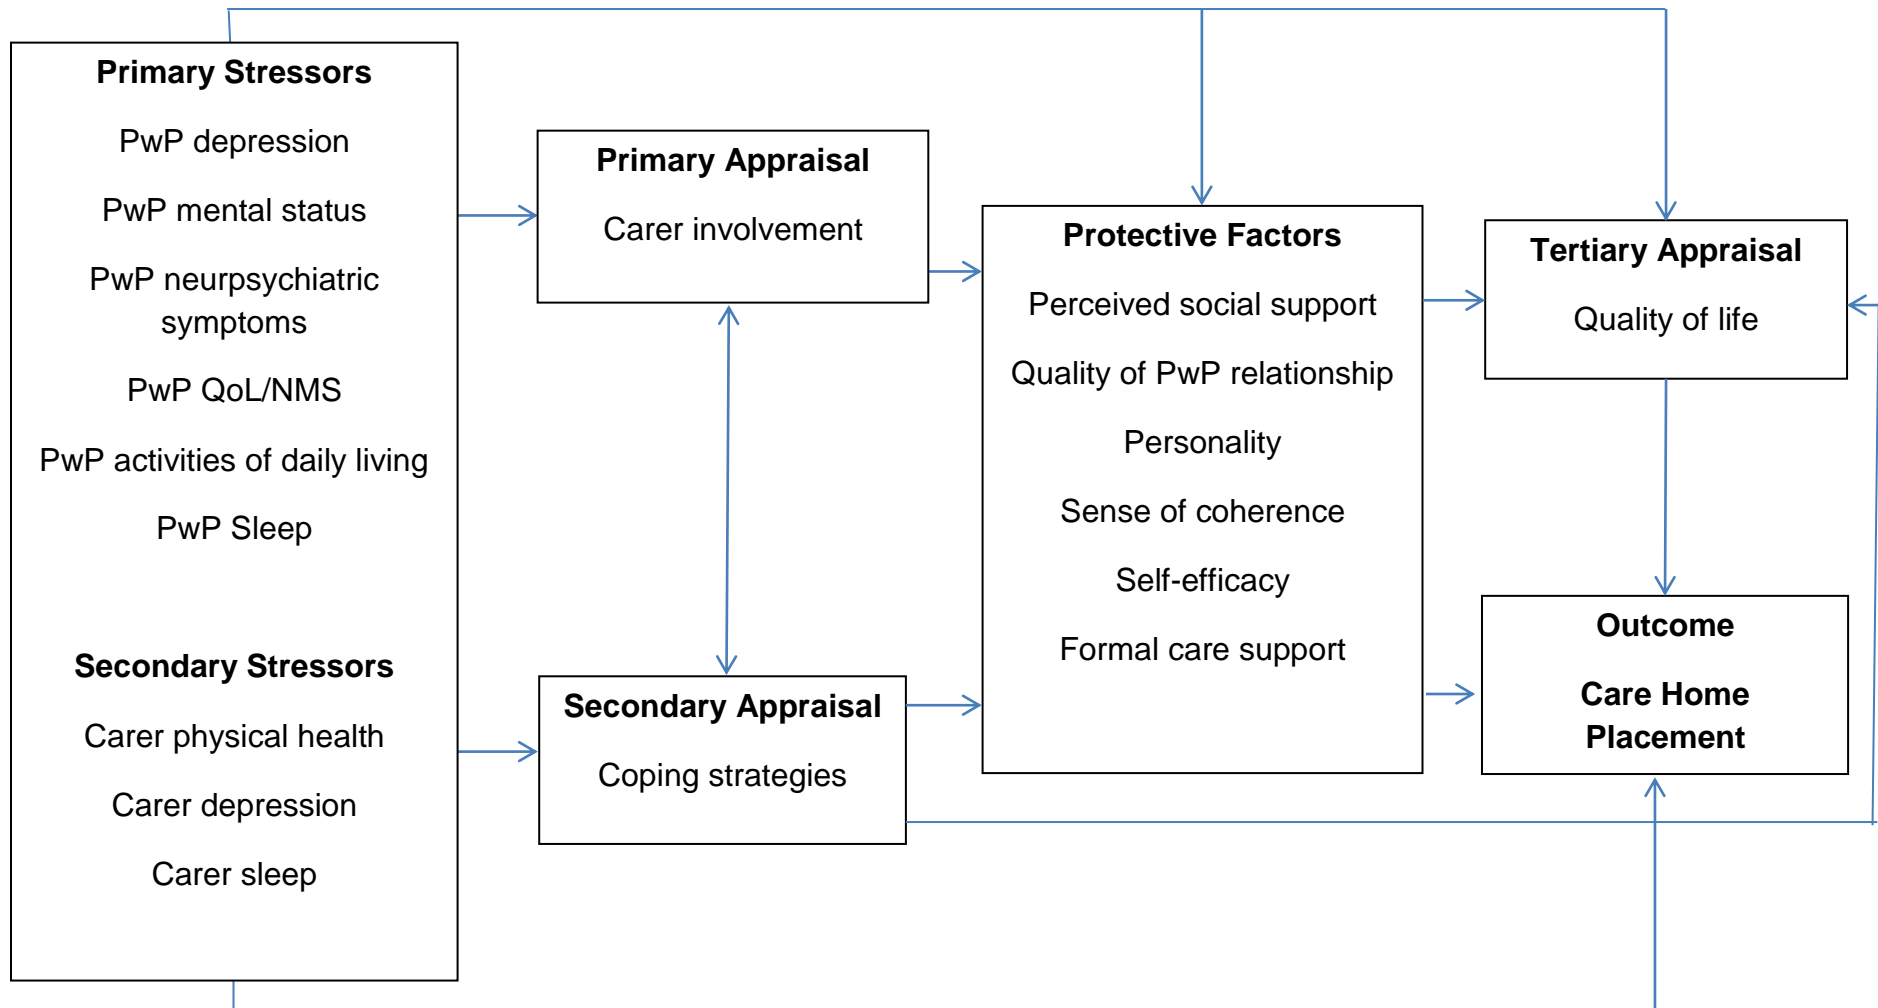 Primary Stressors
PwP depression
PwP mental status
PwP neurpsychiatric
symptoms
PwP QoL/NMS
PwP activities of daily living
PwP Sleep
Secondary Stressors
Carer physical health
Carer depression
Carer sleep
Primary Appraisal
Carer involvement
Secondary Appraisal
Coping strategies
Protective Factors
Perceived social support
Quality of PwP relationship
Personality
Sense of coherence
Self-efficacy
Formal care support
Tertiary Appraisal
Quality of life
Outcome
Care Home
Placement